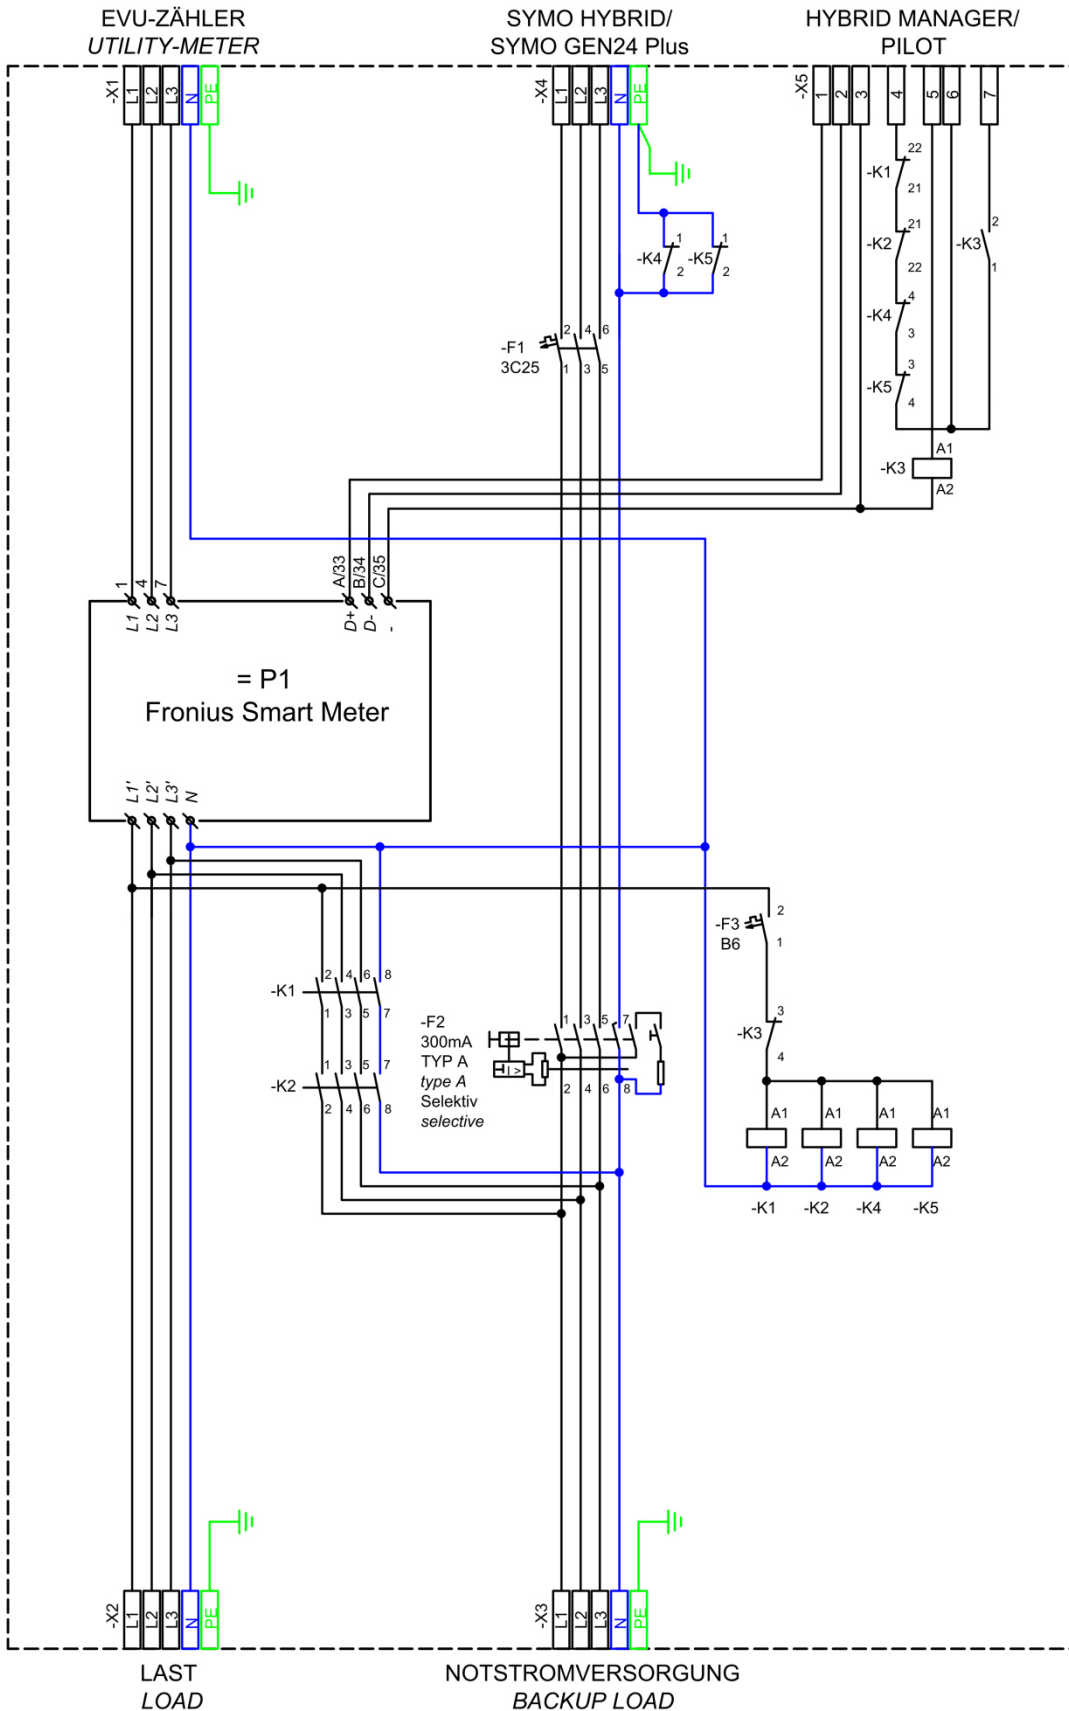 EVU-ZÄHLER
UTILITY-METER
SYMO HYBRID/
SYMO GEN24 Plus
HYBRID MANAGER/
PILOT
-X1
L1
L2
L3
N
PE
-X4
L1
L2
L3
N
PE
-X5
1
2
3
4
5
6
7
22
-K1
21
21
-K2
22
4
-K4
3
3
-K5
4
2
-K3
1
1
-K4
2
1
-K5
2
-F1
3C25
2
4
6
1
3
5
A1
-K3
A2
1
4
7
A/33
B/34
C/35
L1
L2
L3
D+
D-
-
= P1
Fronius Smart Meter
L1'
L2'
L3'
N
-F3
B6
2
1
-K1
2
4
6
8
1
3
5
7
-K2
1
3
5
7
2
4
6
8
-F2
300mA
TYP A
type A
Selektiv
selective
1
3
5
7
I >
2
4
6
8
-K3
3
4
A1
A1
A1
A1
A2
A2
A2
A2
-K1
-K2
-K4
-K5
-X2
L1
L2
L3
N
PE
-X3
L1
L2
L3
N
PE
LAST
LOAD
NOTSTROMVERSORGUNG
BACKUP LOAD